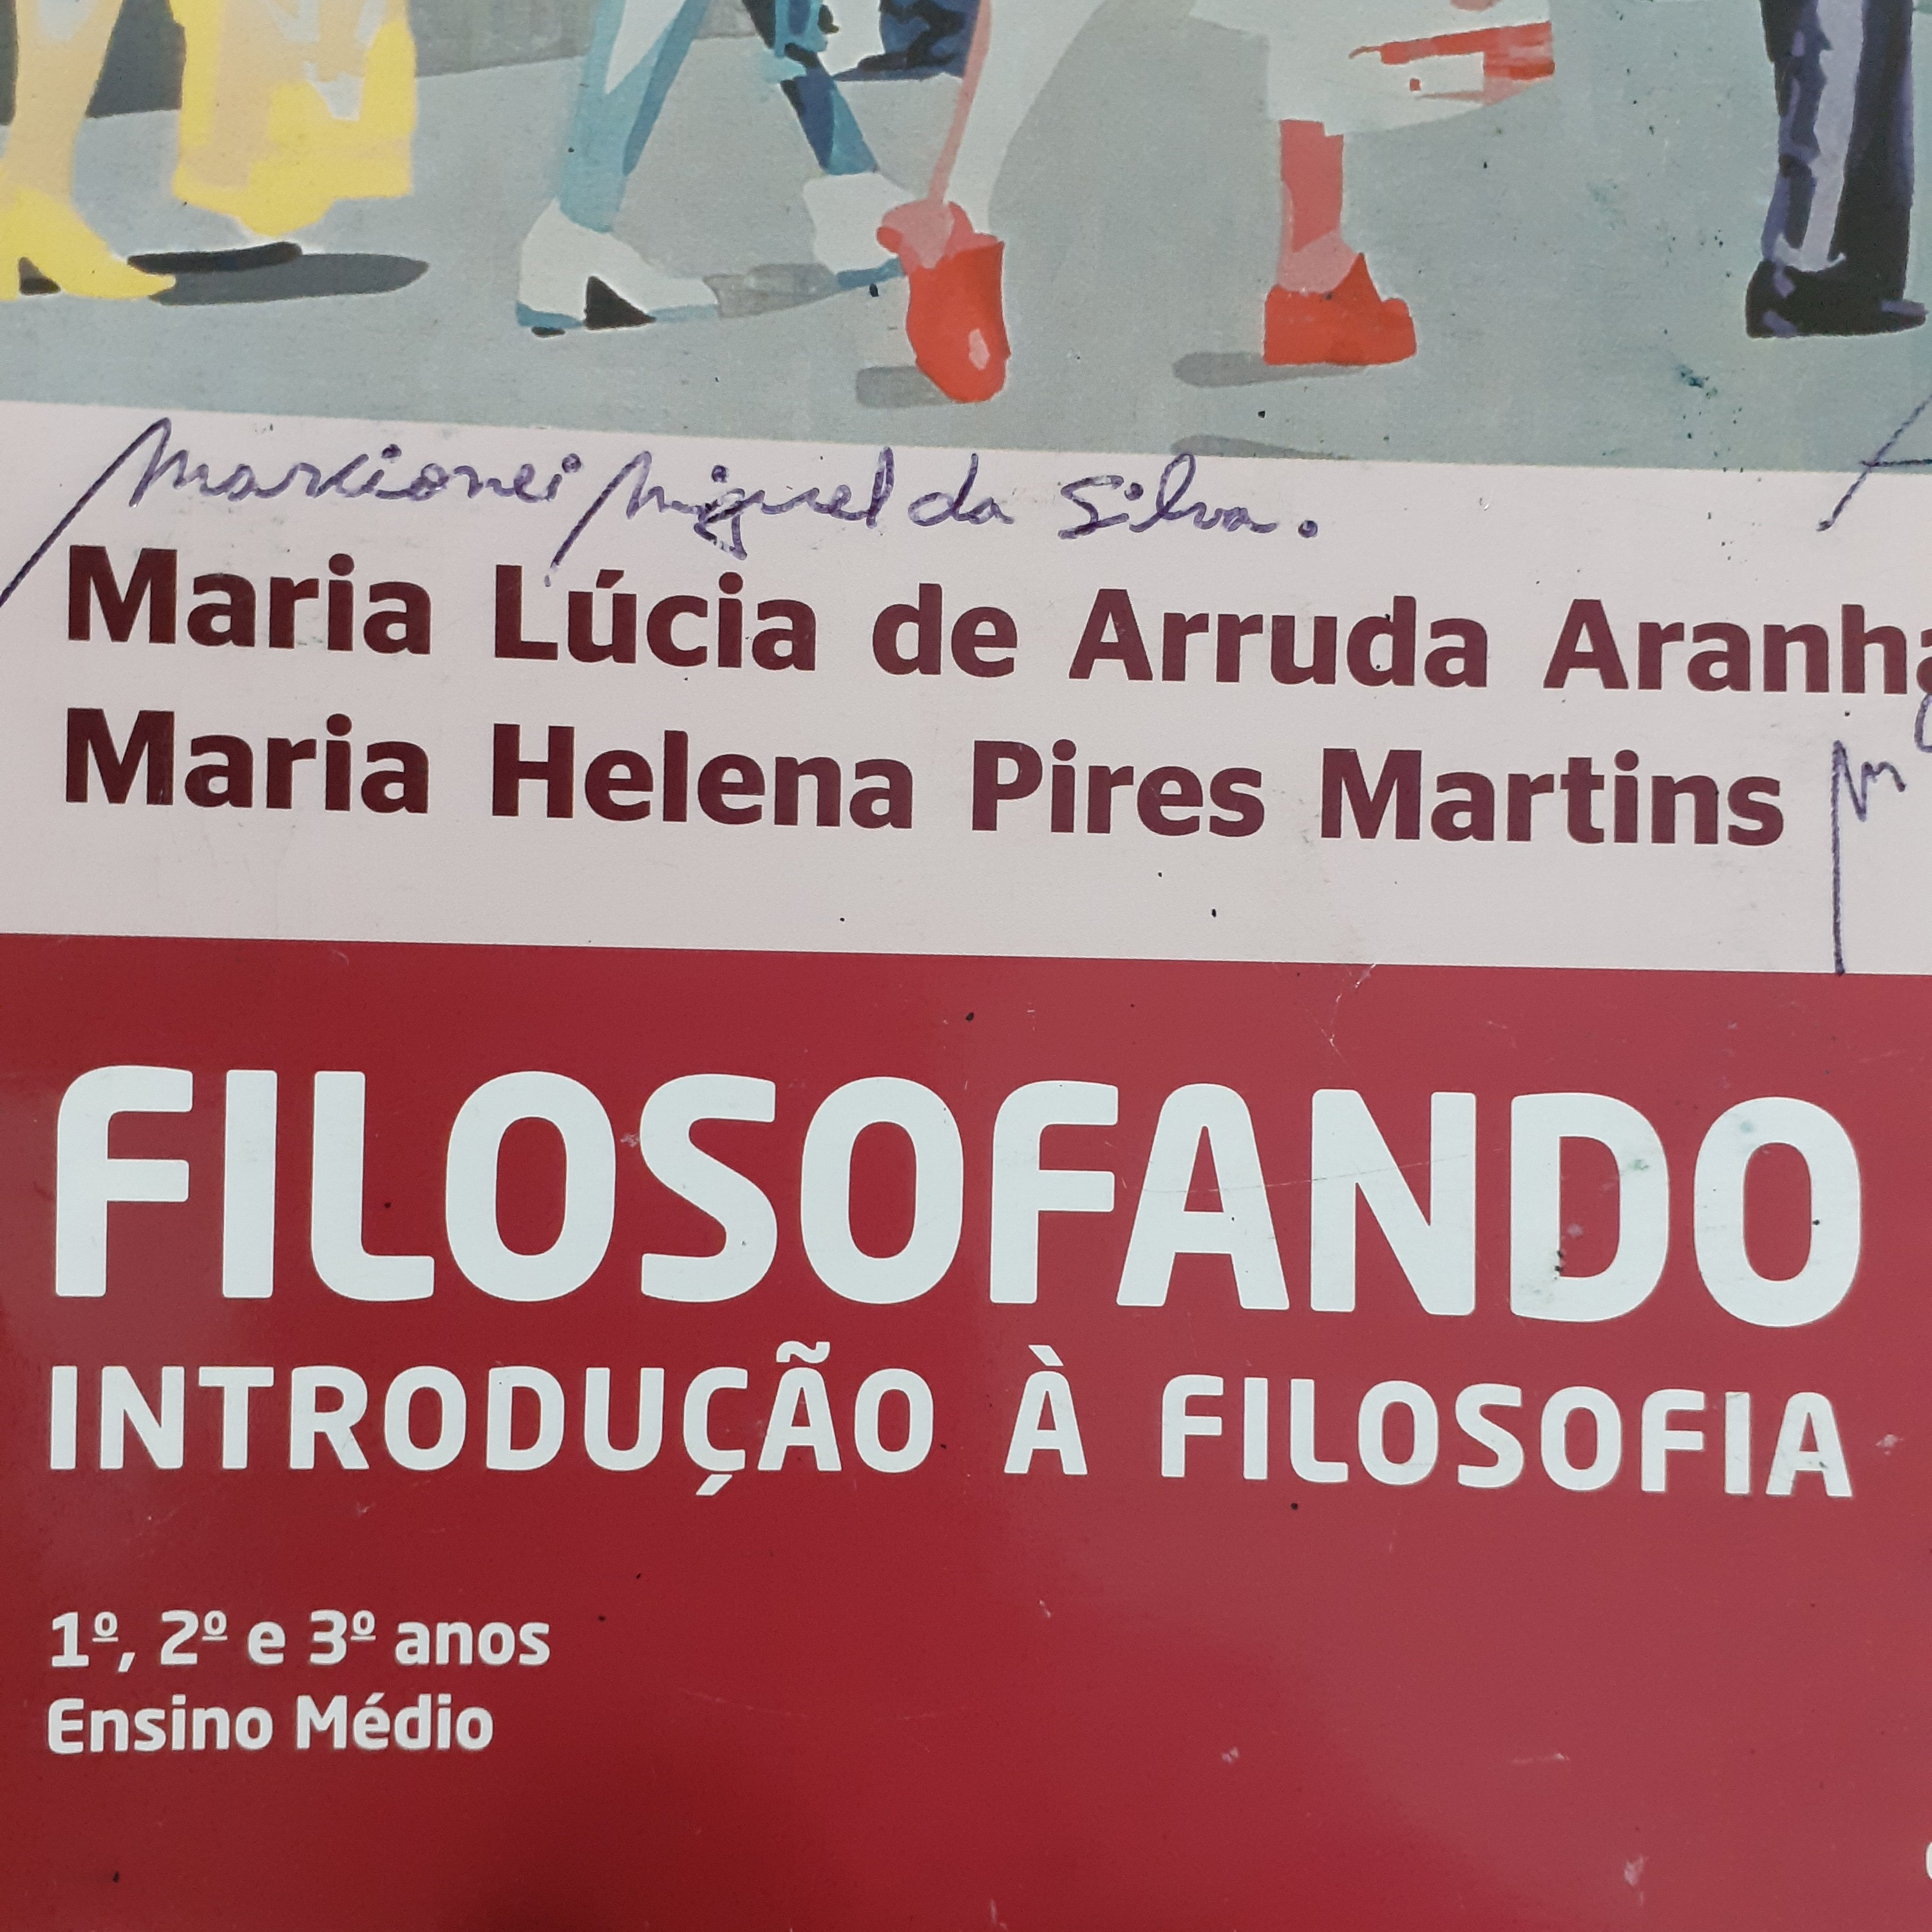 Marcionei Miguel da Silva.
Maria Lúcia de Arruda Aranha
Maria Helena Pires Martins
FILOSOFANDO
INTRODUÇÃO À FILOSOFIA
1º, 2º e 3º anos
Ensino Médio